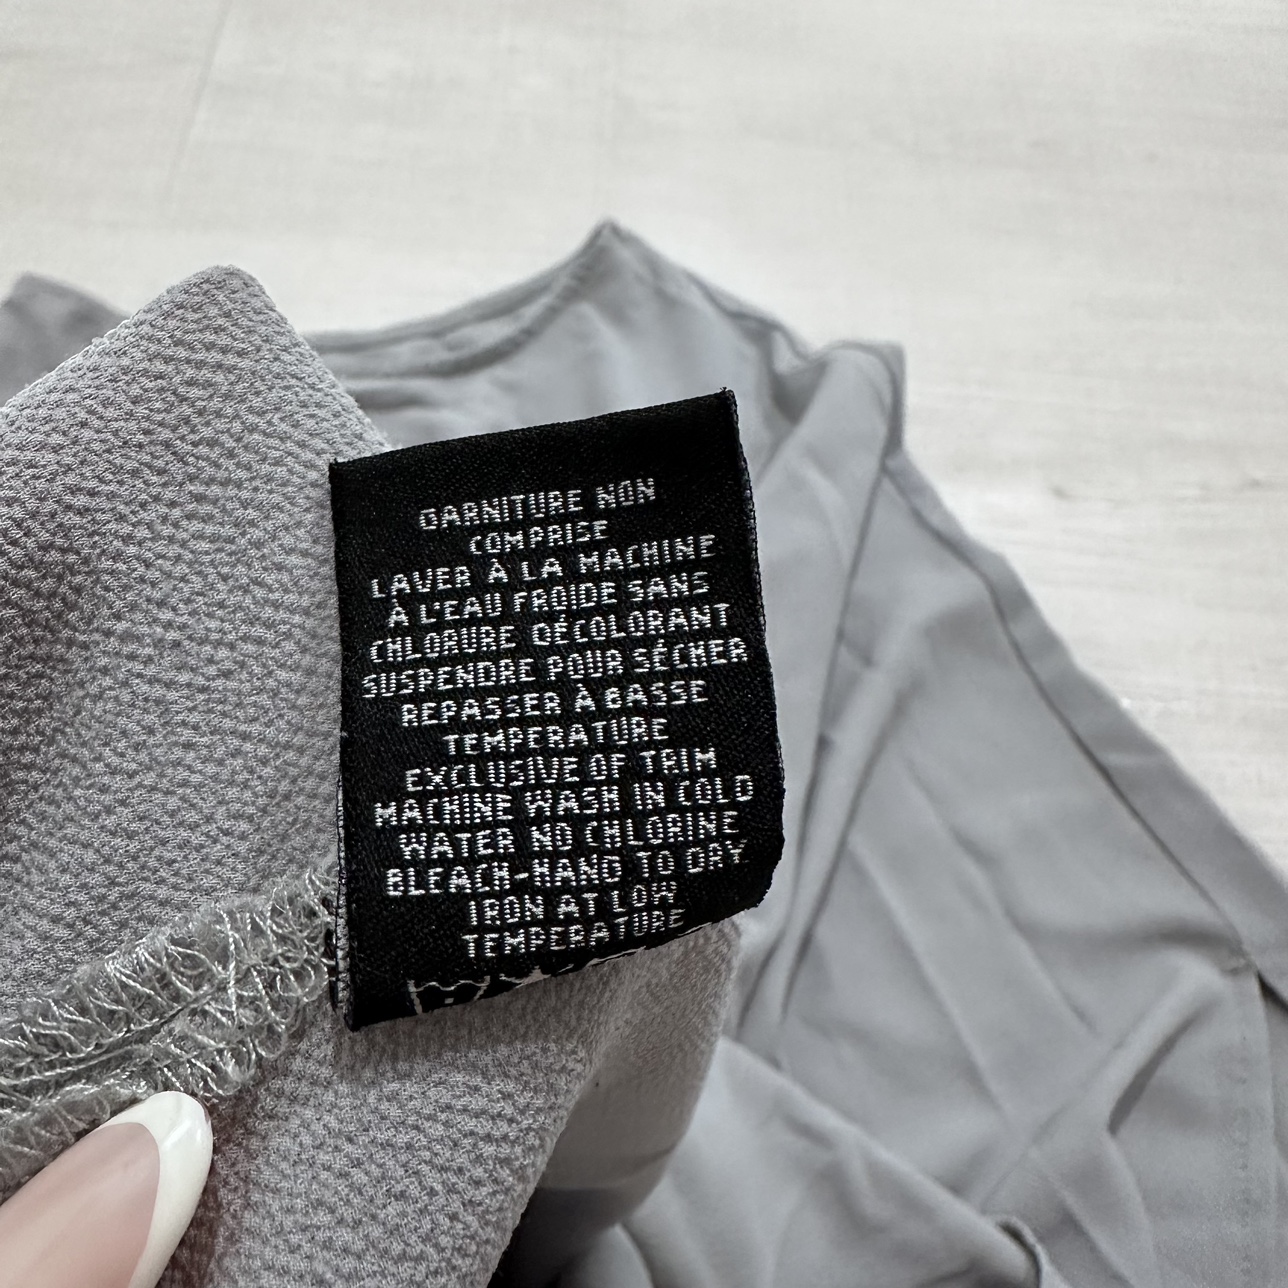 GARNITURE NON
COMPRISE
LAVER À LA MACHINE
À L'EAU FROIDE SANS
CHLORURE DÉCOLORANT
SUSPENDRE POUR SÉCHER
REPASSER À BASSE
TEMPERATURE
EXCLUSIVE OF TRIM
MACHINE WASH IN COLD
WATER NO CHLORINE
BLEACH-HANG TO DRY
IRON AT LOW
TEMPERATURE